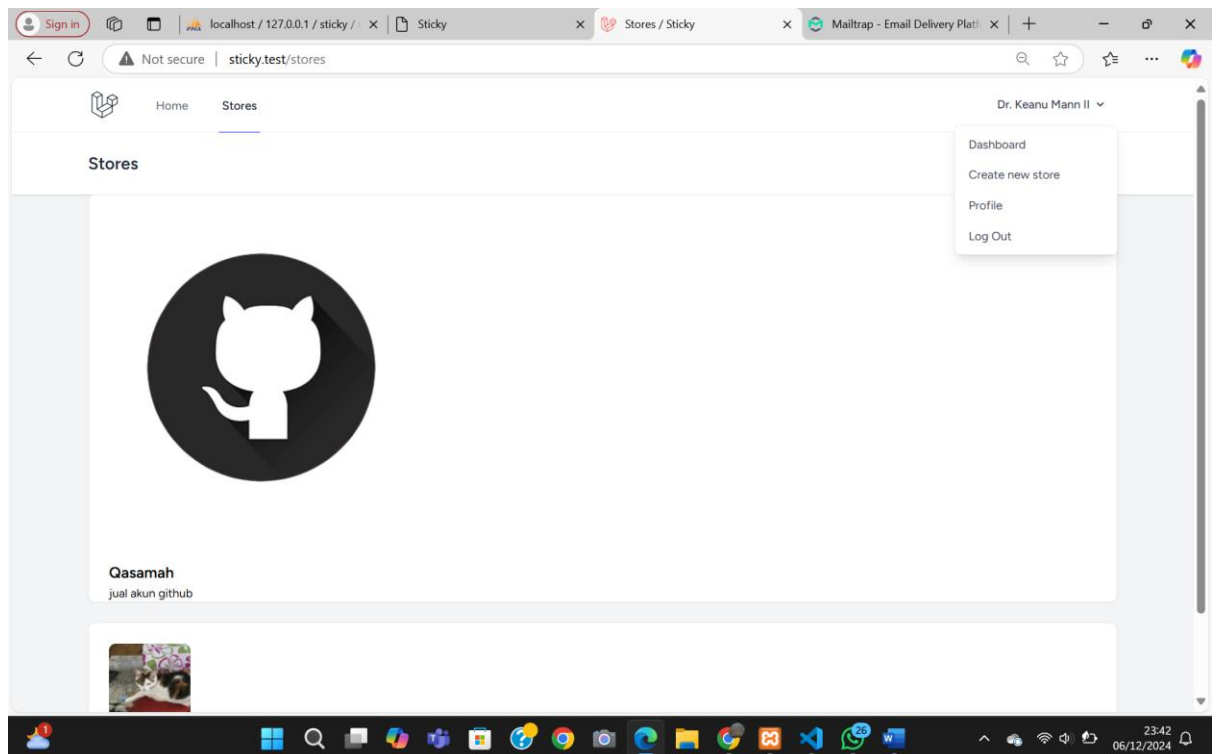 Sign in
localhost / 127.0.0.1 / sticky /
Sticky
Stores / Sticky
Mailtrap - Email Delivery Platf
Not secure | sticky.test/stores
Home
Stores
Dr. Keanu Mann II
Stores
Dashboard
Create new store
Profile
Log Out
Qasamah
jual akun github
1
26
23:42
06/12/2024